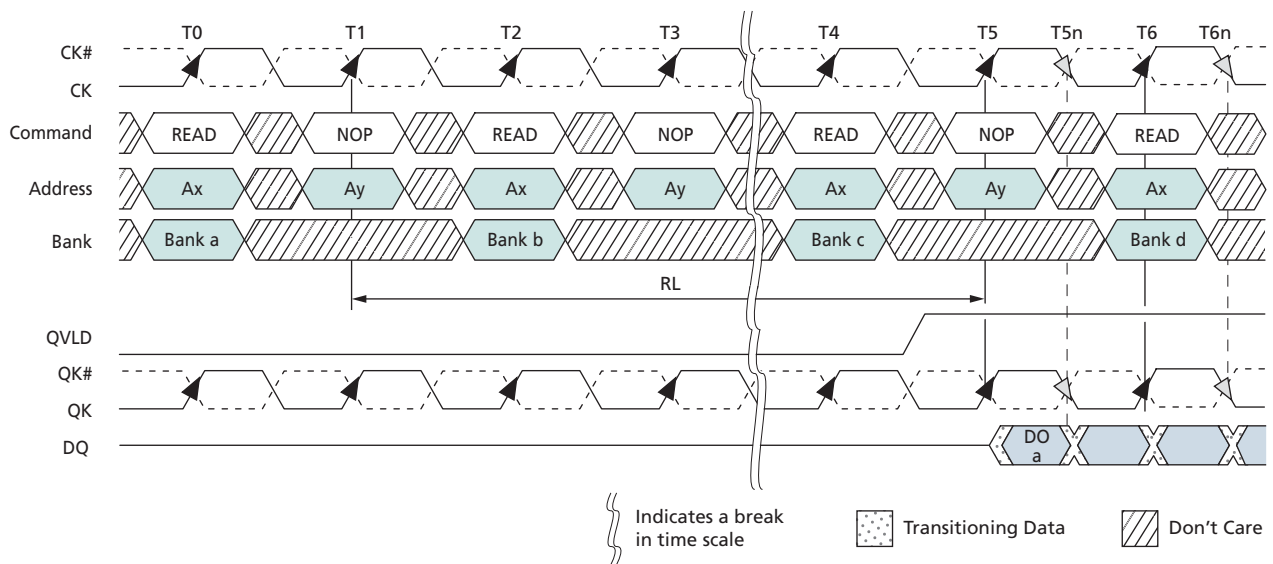 T0 T1 T2 T3 T4 T5 T5n T6 T6n
CK#
CK
Command READ NOP READ NOP READ NOP READ
Address Ax Ay Ax Ay Ax Ay Ax
Bank Bank a Bank b Bank c Bank d
RL
QVLD
QK#
QK
DQ DO
a
Indicates a break
in time scale
Transitioning Data
Don't Care